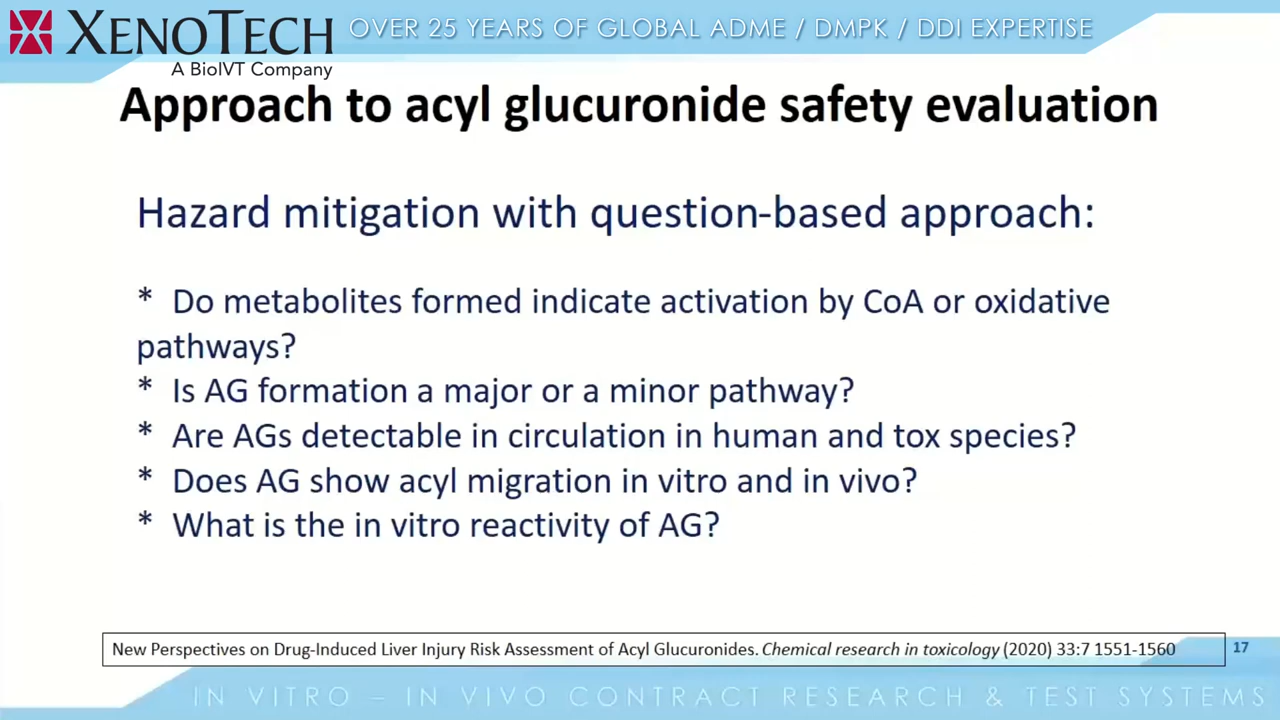 XENOTECH
A BioIVT Company
OVER 25 YEARS OF GLOBAL ADME / DMPK / DDI EXPERTISE
Approach to acyl glucuronide safety evaluation
Hazard mitigation with question-based approach:
* Do metabolites formed indicate activation by CoA or oxidative
pathways?
* Is AG formation a major or a minor pathway?
* Are AGs detectable in circulation in human and tox species?
* Does AG show acyl migration in vitro and in vivo?
* What is the in vitro reactivity of AG?
New Perspectives on Drug-Induced Liver Injury Risk Assessment of Acyl Glucuronides. Chemical research in toxicology (2020) 33:7 1551-1560
17
IN VITRO – IN VIVO CONTRACT RESEARCH & TEST SYSTEMS